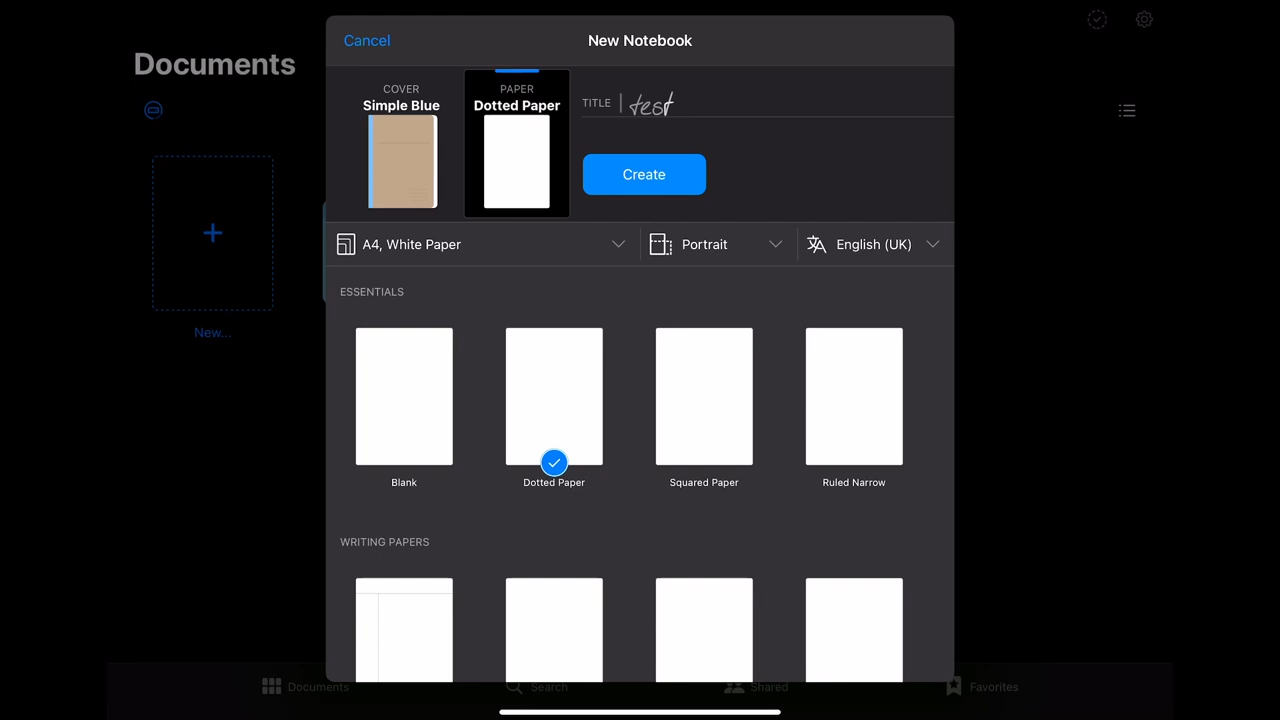 Cancel
New Notebook
Documents
COVER
Simple Blue
PAPER
Dotted Paper
TITLE test
Create
A4, White Paper
Portrait
English (UK)
New...
ESSENTIALS
Blank
Dotted Paper
Squared Paper
Ruled Narrow
WRITING PAPERS
Documents
Search
Shared
Favorites